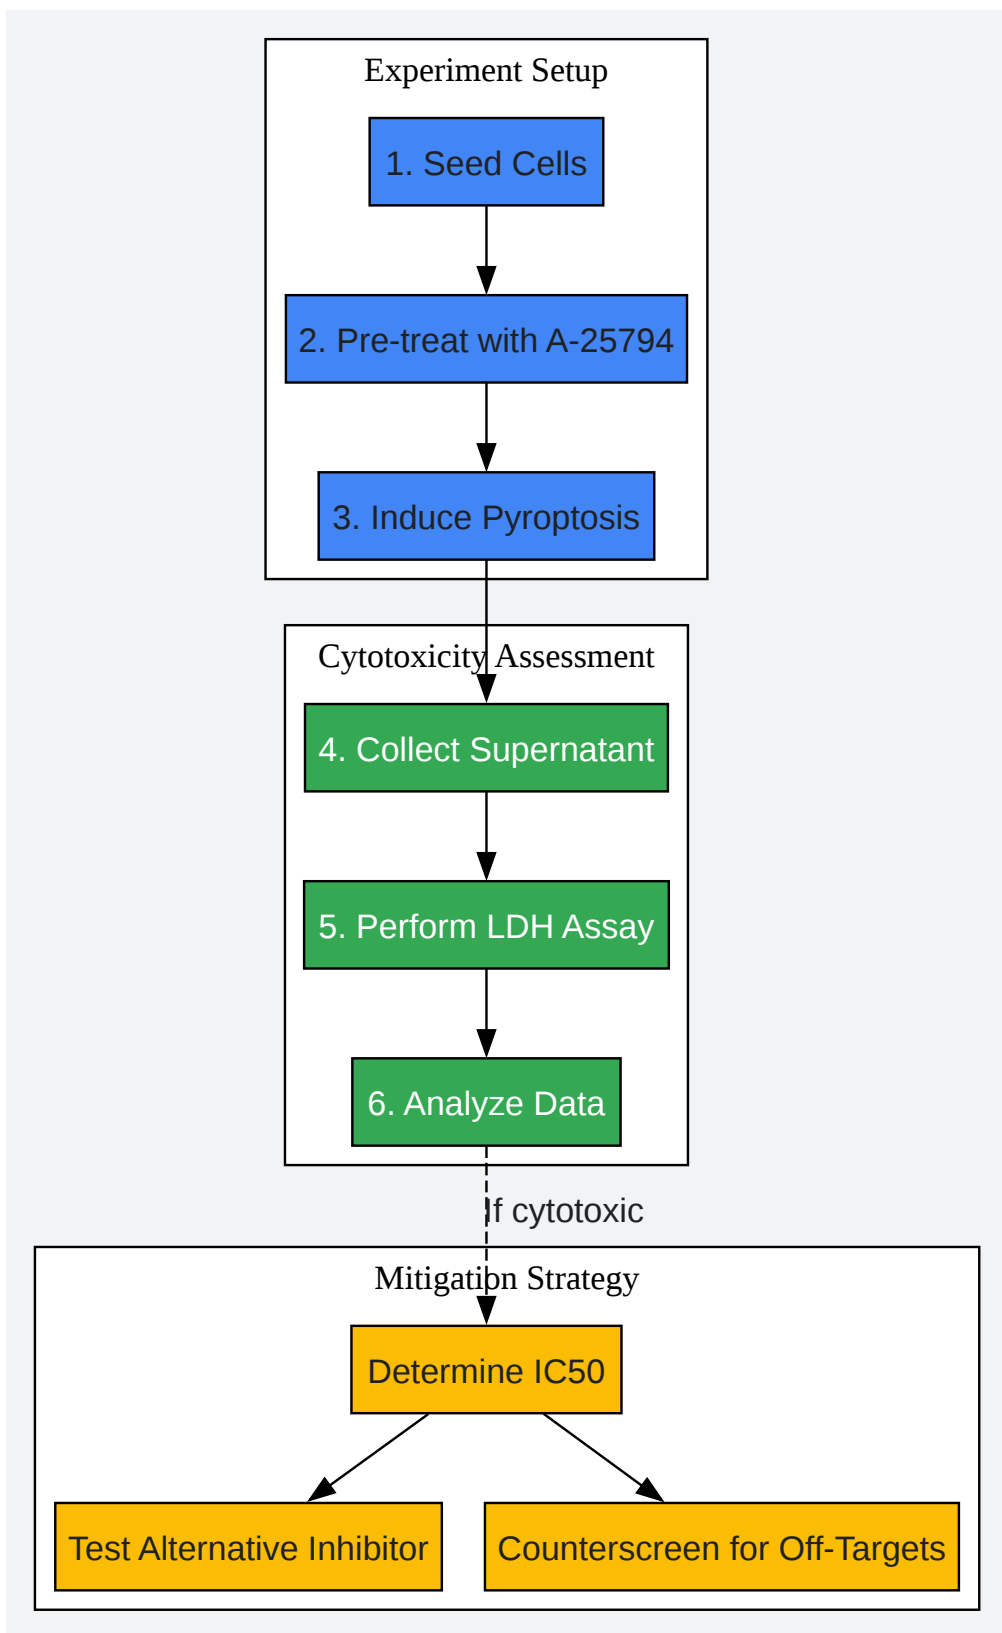 Experiment Setup
1. Seed Cells
2. Pre-treat with A-25794
3. Induce Pyroptosis
Cytotoxicity Assessment
4. Collect Supernatant
5. Perform LDH Assay
6. Analyze Data
If cytotoxic
Mitigation Strategy
Determine IC50
Test Alternative Inhibitor
Counterscreen for Off-Targets